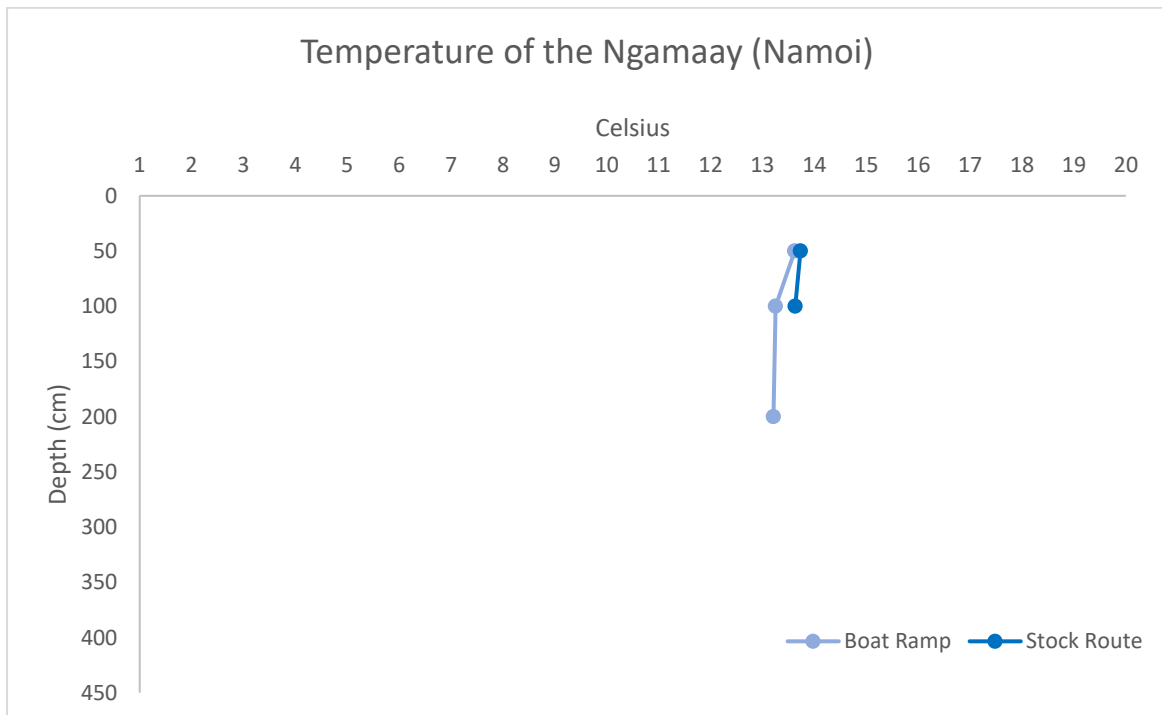 Temperature of the Ngamaay (Namoi)
Celsius
1 2 3 4 5 6 7 8 9 10 11 12 13 14 15 16 17 18 19 20
0
50
100
150
200
250
300
350
400
450
Depth (cm)
Boat Ramp Stock Route